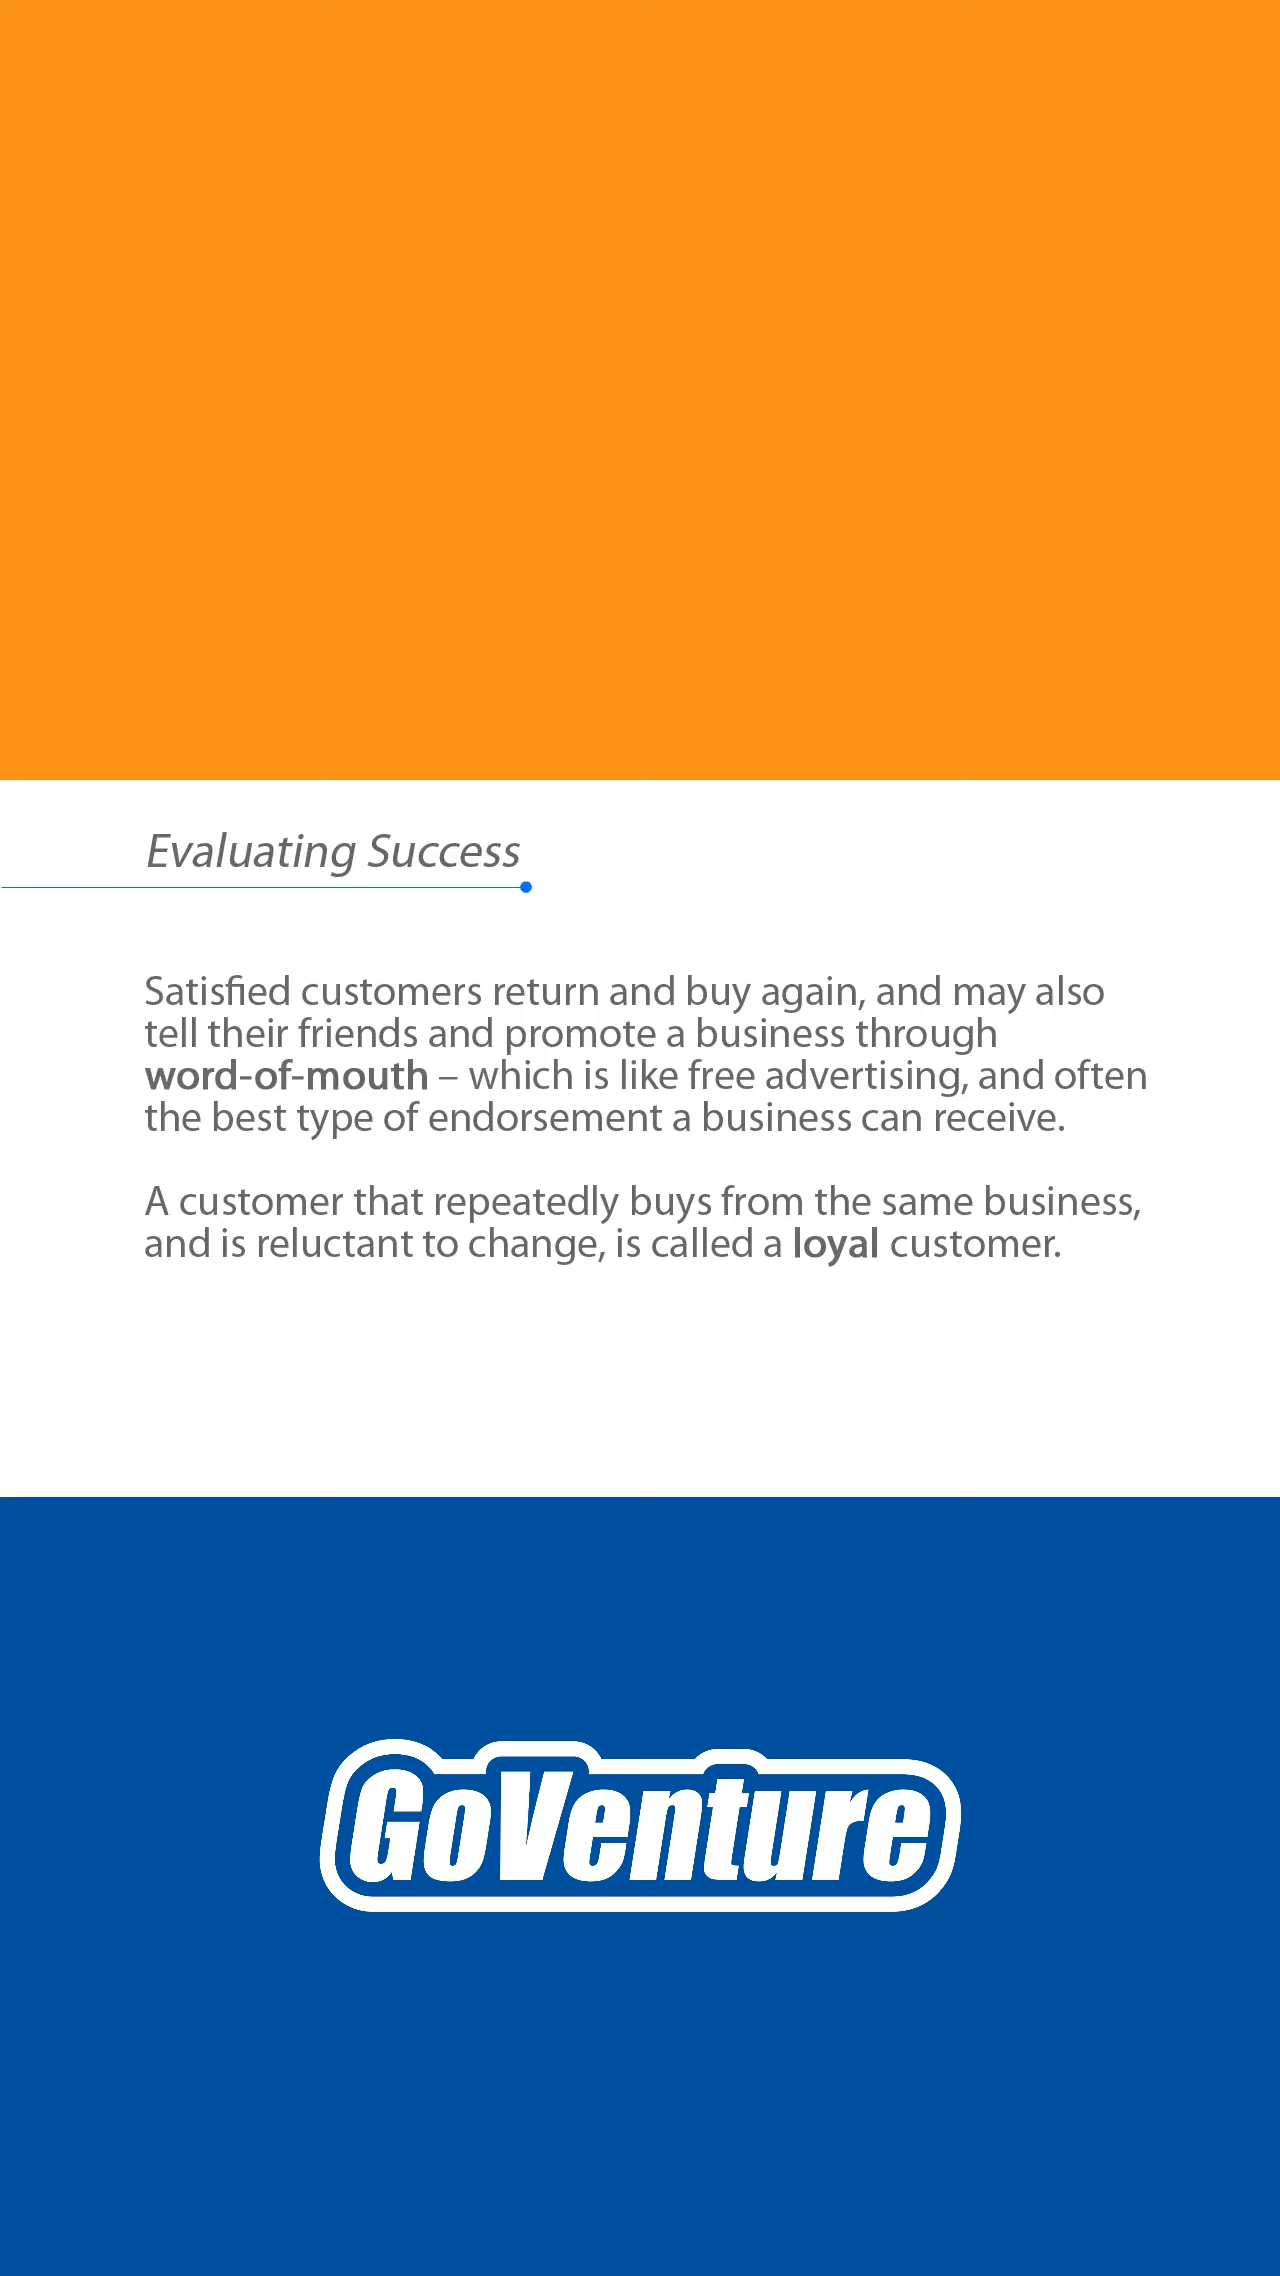 Evaluating Success
Satisfied customers return and buy again, and may also
tell their friends and promote a business through
word-of-mouth – which is like free advertising, and often
the best type of endorsement a business can receive.
A customer that repeatedly buys from the same business,
and is reluctant to change, is called a loyal customer.
GoVenture